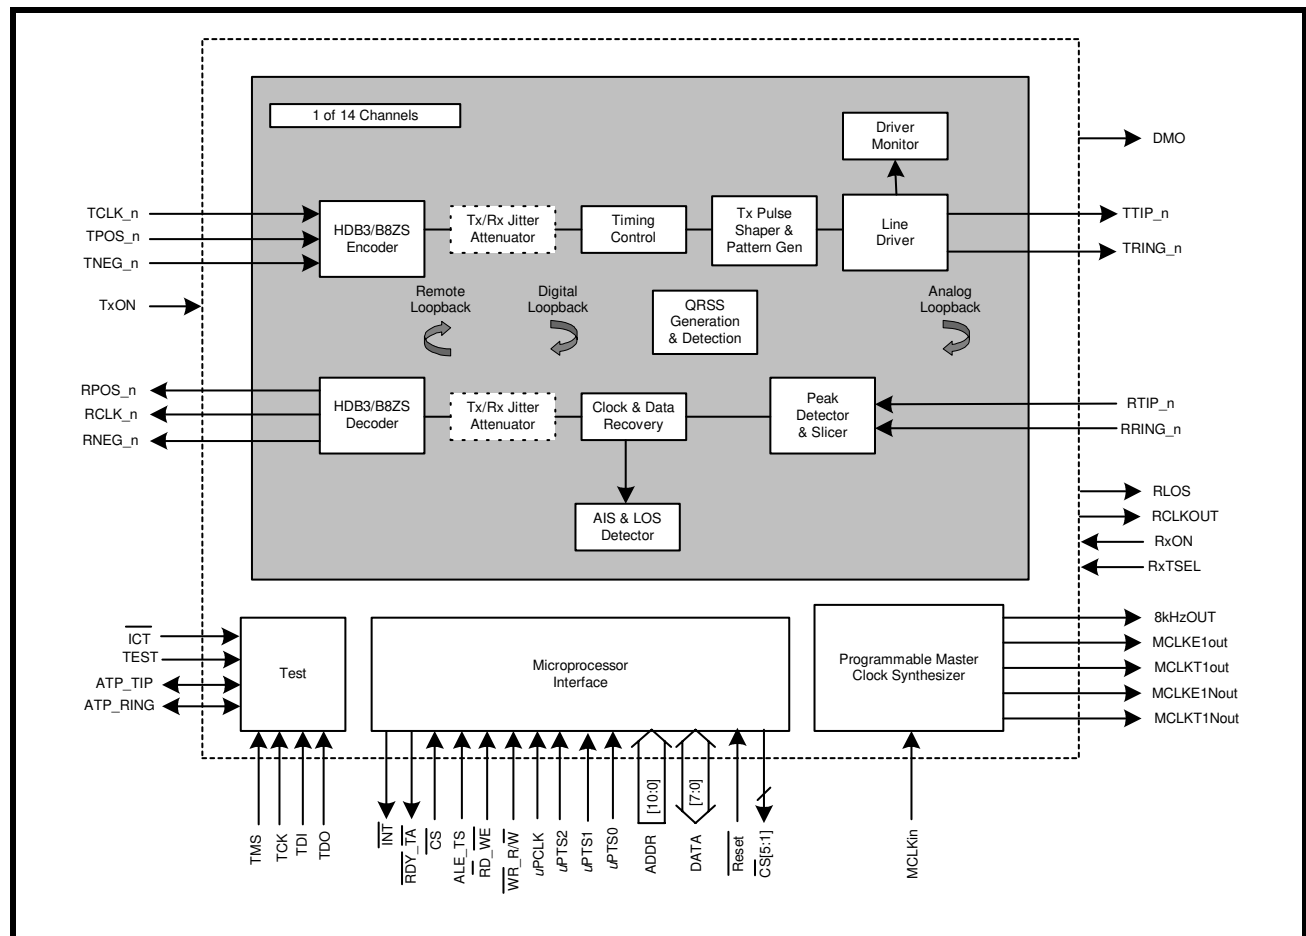 1 of 14 Channels
Driver
Monitor
DMO
TCLK_n
TPOS_n
TNEG_n
HDB3/B8ZS
Encoder
Tx/Rx Jitter
Attenuator
Timing
Control
Tx Pulse
Shaper &
Pattern Gen
Line
Driver
TTIP_n
TRING_n
TxON
Remote
Loopback
Digital
Loopback
QRSS
Generation
& Detection
Analog
Loopback
RPOS_n
RCLK_n
RNEG_n
HDB3/B8ZS
Decoder
Tx/Rx Jitter
Attenuator
Clock & Data
Recovery
Peak
Detector
& Slicer
RTIP_n
RRING_n
AIS & LOS
Detector
RLOS
RCLKOUT
RxON
RxTSEL
ICT
TEST
ATP_TIP
ATP_RING
Test
Microprocessor
Interface
Programmable Master
Clock Synthesizer
8kHzOUT
MCLKE1out
MCLKT1out
MCLKE1Nout
MCLKT1Nout
TMS
TCK
TDI
TDO
INT
RDY_TA
CS
ALE_TS
RD_WE
WR_R/W
uPCLK
uPTS2
uPTS1
uPTS0
[10:0]
ADDR
[7:0]
DATA
Reset
CS[5:1]
MCLKin